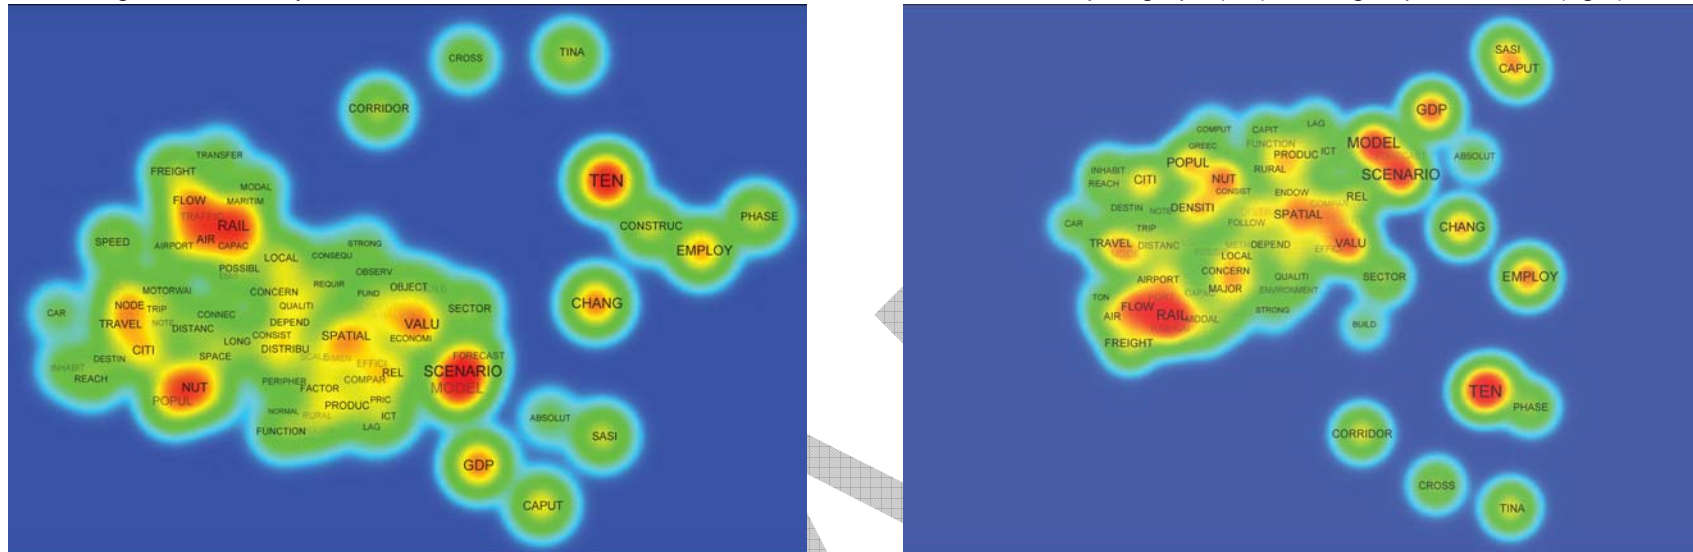 TINA
CROSS
CORRIDOR
TRANSFER
FREIGHT
TEN
MODAL
FLOW
MARITIM
TRAFFIC
RAIL
PHASE
CONSTRUC
AIR
SPEED
AIRPORT
CAPAC
STRONG
EMPLOY
LOCAL
CONSEQU
POSSIBL
OBSERV
REQUIR
OBJECT
MOTORWAI
CONCERN
FUND
CHANG
NODE
TRIP
QUALITI
SECTOR
CAR
CONNEC
TRAVEL
NOTE
DEPEND
VALU
DISTANC
CONSIST
SPATIAL
ECONOMI
LONG
CITI
DISTRIBU
SPACE
FORECAST
DESTIN
EFFICI
INHABIT
REACH
REL
SCENARIO
PERIPHER
COMPAR
NUT
FACTOR
MODEL
POPUL
PRODUC
PRIC
NORMAL
RURAL
ICT
ABSOLUT
FUNCTION
LAG
SASI
GDP
CAPUT
SASI
CAPUT
GDP
LAG
COMPUT
CAPIT
FUNCTION
MODEL
GREEC
PRODUC
ICT
ABSOLUT
POPUL
INHABIT
RURAL
SCENARIO
CITI
NUT
REACH
CONSIST
ENDOW
REL
DESTIN
NOTE
DENSITI
SPATIAL
CAR
FOLLOW
TRIP
CHANG
TRAVEL
DISTANC
DEPEND
VALU
LOCAL
CONCERN
AIRPORT
QUALITI
SECTOR
EMPLOY
MAJOR
ENVIRONMENT
TON
FLOW
CAPAC
AIR
RAIL
MODAL
STRONG
BUILD
FREIGHT
TEN
PHASE
CORRIDOR
CROSS
TINA